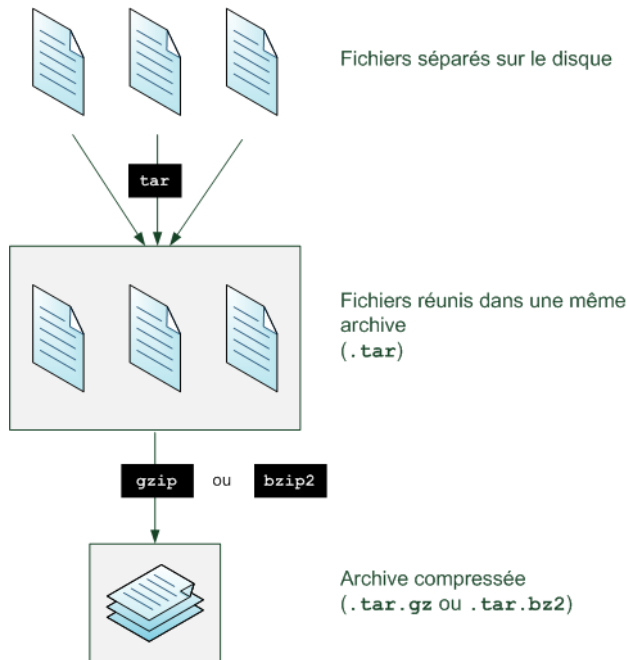 Fichiers séparés sur le disque
tar
Fichiers réunis dans une même
archive
(.tar)
gzip ou bzip2
Archive compressée
(.tar.gz ou .tar.bz2)